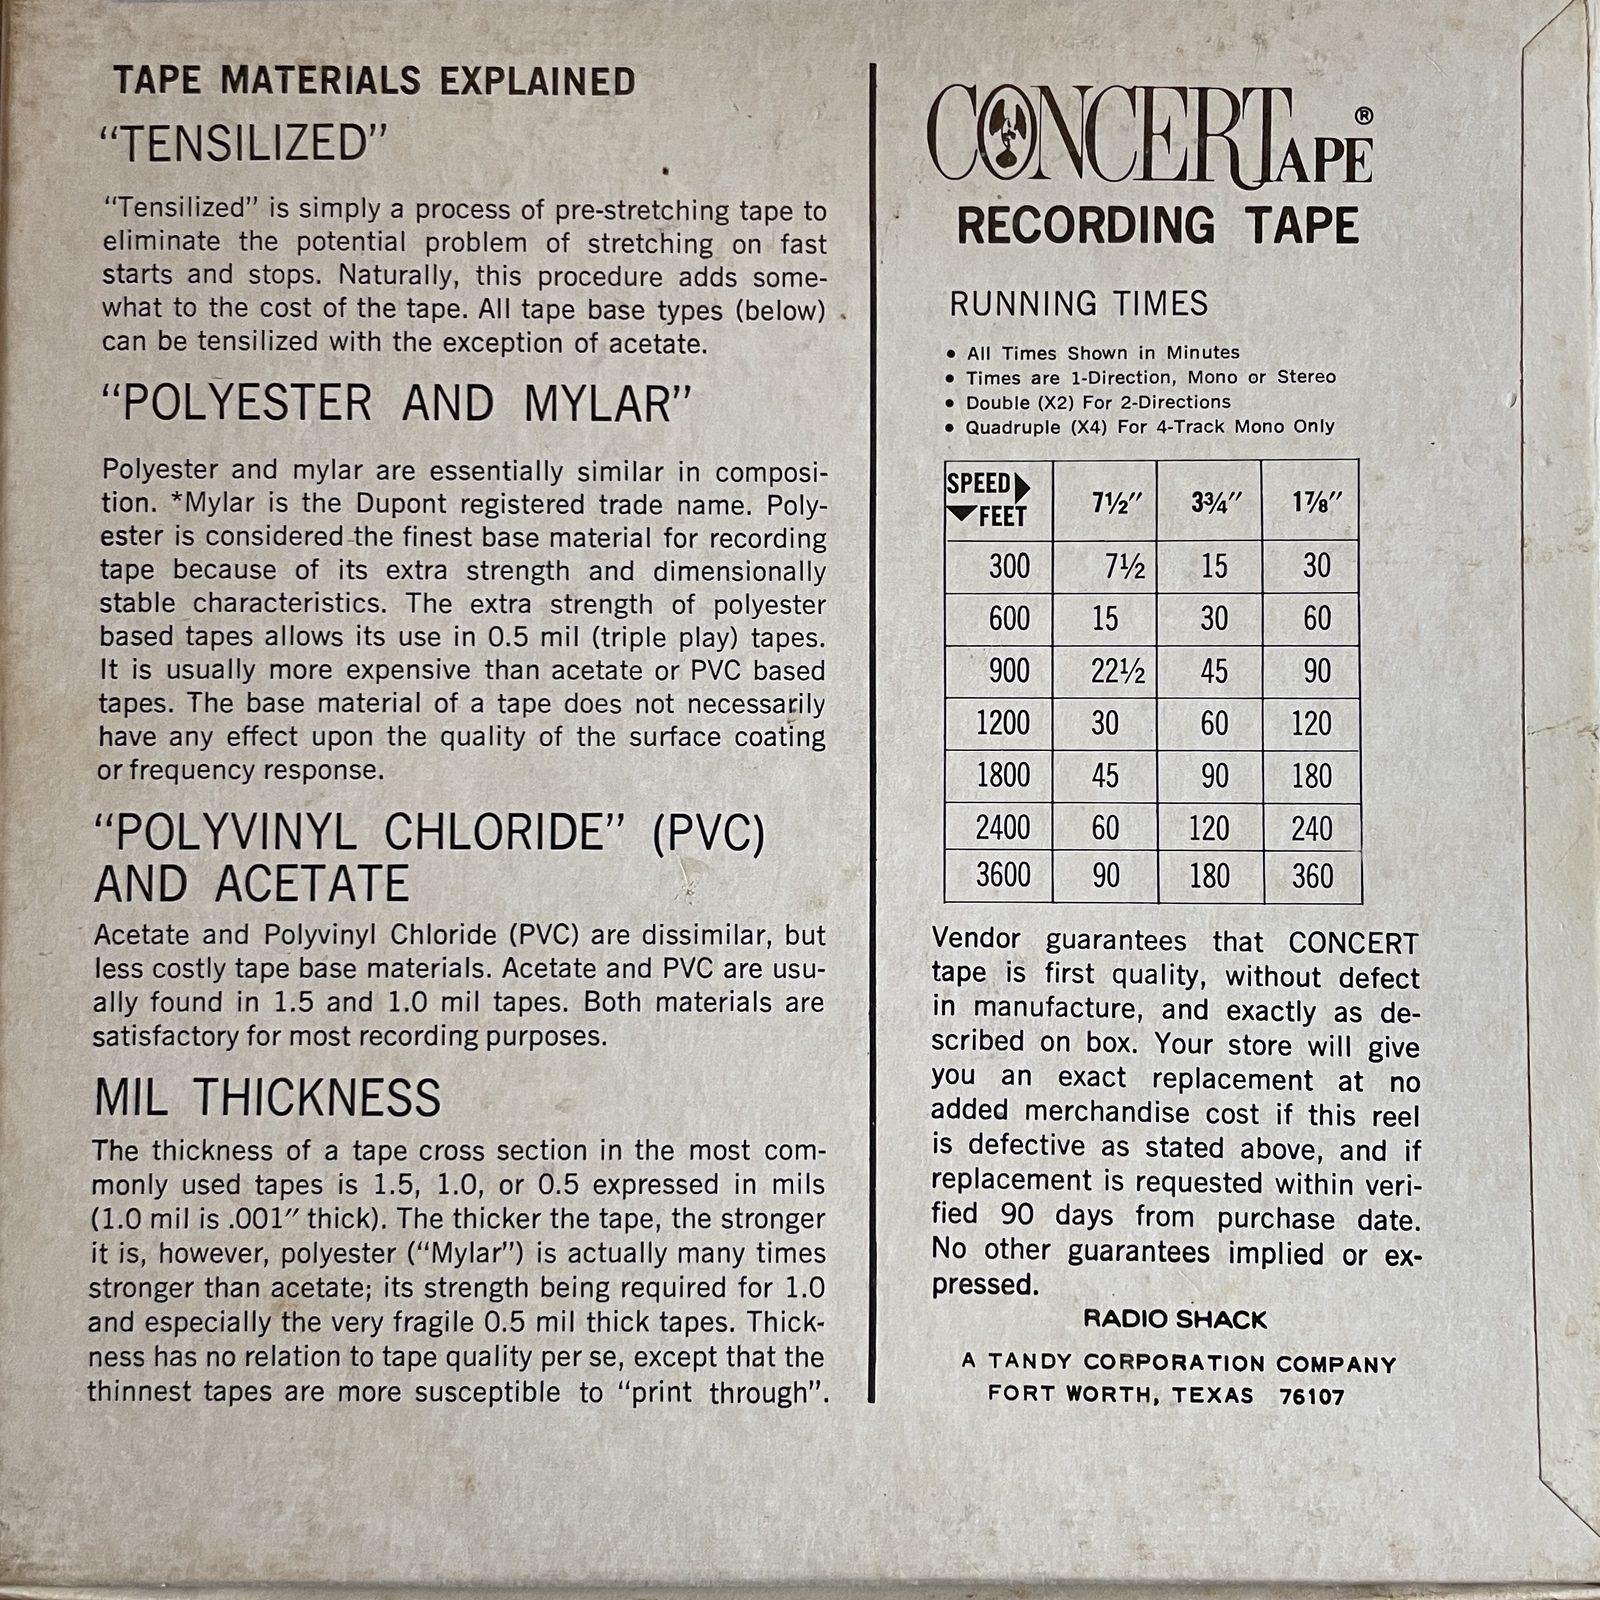 TAPE MATERIALS EXPLAINED
“TENSILIZED”
“Tensilized” is simply a process of pre-stretching tape to
eliminate the potential problem of stretching on fast
starts and stops. Naturally, this procedure adds some-
what to the cost of the tape. All tape base types (below)
can be tensilized with the exception of acetate.
“POLYESTER AND MYLAR”
Polyester and mylar are essentially similar in composi-
tion. *Mylar is the Dupont registered trade name. Poly-
ester is considered the finest base material for recording
tape because of its extra strength and dimensionally
stable characteristics. The extra strength of polyester
based tapes allows its use in 0.5 mil (triple play) tapes.
It is usually more expensive than acetate or PVC based
tapes. The base material of a tape does not necessarily
have any effect upon the quality of the surface coating
or frequency response.
“POLYVINYL CHLORIDE” (PVC)
AND ACETATE
Acetate and Polyvinyl Chloride (PVC) are dissimilar, but
less costly tape base materials. Acetate and PVC are usu-
ally found in 1.5 and 1.0 mil tapes. Both materials are
satisfactory for most recording purposes.
MIL THICKNESS
The thickness of a tape cross section in the most com-
monly used tapes is 1.5, 1.0, or 0.5 expressed in mils
(1.0 mil is .001″ thick). The thicker the tape, the stronger
it is, however, polyester (“Mylar”) is actually many times
stronger than acetate; its strength being required for 1.0
and especially the very fragile 0.5 mil thick tapes. Thick-
ness has no relation to tape quality per se, except that the
thinnest tapes are more susceptible to “print through”.
CONCERTAPE®
RECORDING TAPE
RUNNING TIMES
• All Times Shown in Minutes
• Times are 1-Direction, Mono or Stereo
• Double (X2) For 2-Directions
• Quadruple (X4) For 4-Track Mono Only
SPEED▶ ▼FEET 7½″ 3¾″ 1⅞″
300 7½ 15 30
600 15 30 60
900 22½ 45 90
1200 30 60 120
1800 45 90 180
2400 60 120 240
3600 90 180 360
Vendor guarantees that CONCERT
tape is first quality, without defect
in manufacture, and exactly as de-
scribed on box. Your store will give
you an exact replacement at no
added merchandise cost if this reel
is defective as stated above, and if
replacement is requested within veri-
fied 90 days from purchase date.
No other guarantees implied or ex-
pressed.
RADIO SHACK
A TANDY CORPORATION COMPANY
FORT WORTH, TEXAS 76107